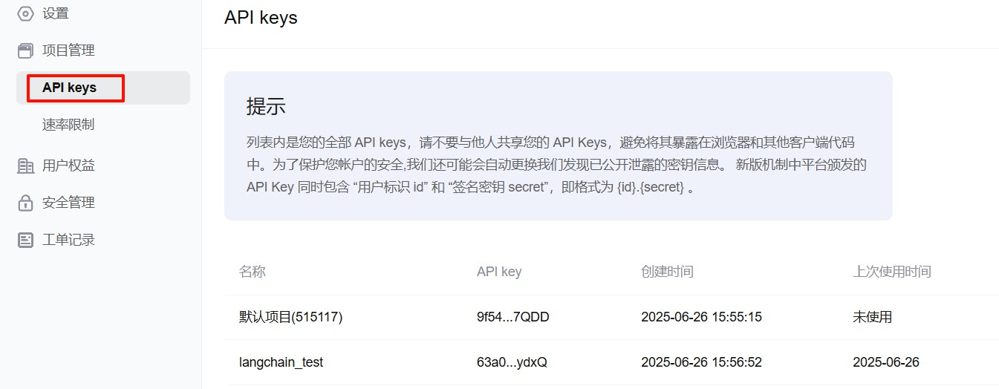 设置
项目管理
API keys
速率限制
用户权益
安全管理
工单记录
API keys
提示
列表内是您的全部 API keys，请不要与他人共享您的 API Keys，避免将其暴露在浏览器和其他客户端代码
中。为了保护您帐户的安全,我们还可能会自动更换我们发现已公开泄露的密钥信息。 新版机制中平台颁发的
API Key 同时包含 “用户标识 id” 和 “签名密钥 secret”，即格式为 {id}.{secret} 。
名称 API key 创建时间 上次使用时间
默认项目(515117) 9f54...7QDD 2025-06-26 15:55:15 未使用
langchain_test 63a0...ydxQ 2025-06-26 15:56:52 2025-06-26